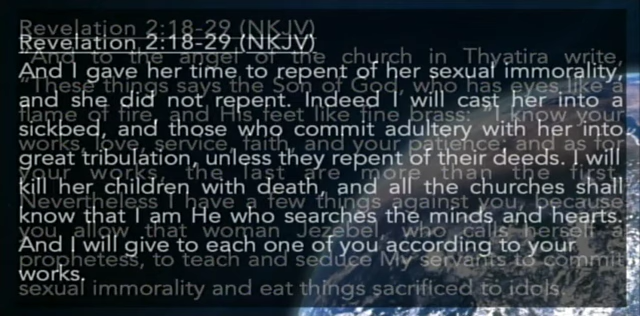 Revelation 2:18-29 (NKJV)
“And to the angel of the church in Thyatira write,
“These things says the Son of God, who has eyes like a
flame of fire, and His feet like fine brass: “I know your
works, love, service, faith, and your patience; and as for
your works, the last are more than the first.
Nevertheless I have a few things against you, because
you allow that woman Jezebel, who calls herself a
prophetess, to teach and seduce My servants to commit
sexual immorality and eat things sacrificed to idols.
Revelation 2:18-29 (NKJV)
And I gave her time to repent of her sexual immorality,
and she did not repent. Indeed I will cast her into
sickbed, and those who commit adultery with her into
great tribulation, unless they repent of their deeds. I will
kill her children with death, and all the churches shall
know that I am He who searches the minds and hearts.
And I will give to each one of you according to your
works.